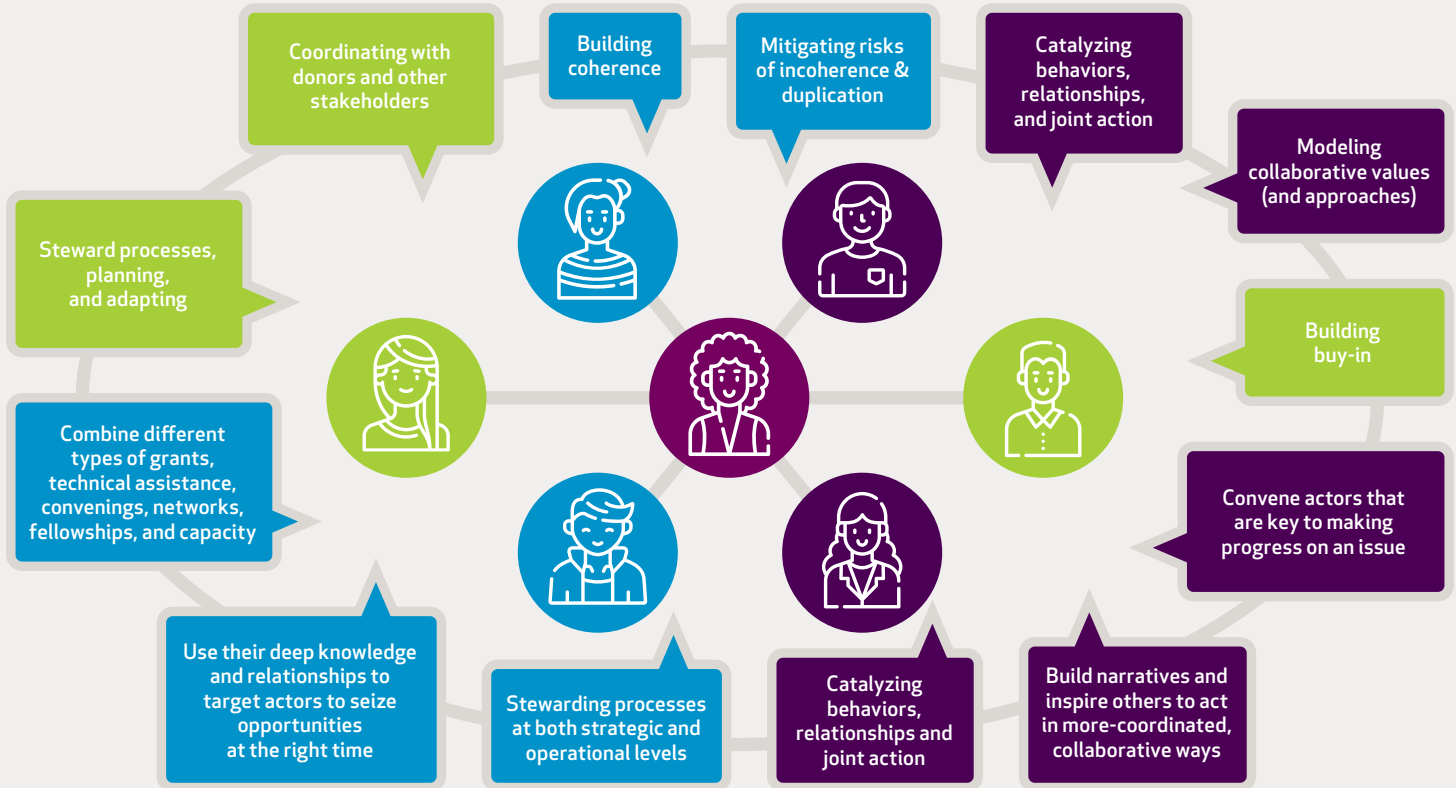 Coordinating with
donors and other
stakeholders
Building
coherence
Mitigating risks
of incoherence &
duplication
Catalyzing
behaviors,
relationships,
and joint action
Modeling
collaborative values
(and approaches)
Steward processes,
planning,
and adapting
Building
buy-in
Combine different
types of grants,
technical assistance,
convenings, networks,
fellowships, and capacity
Convene actors that
are key to making
progress on an issue
Use their deep knowledge
and relationships to
target actors to seize
opportunities
at the right time
Stewarding processes
at both strategic and
operational levels
Catalyzing
behaviors,
relationships and
joint action
Build narratives and
inspire others to act
in more-coordinated,
collaborative ways